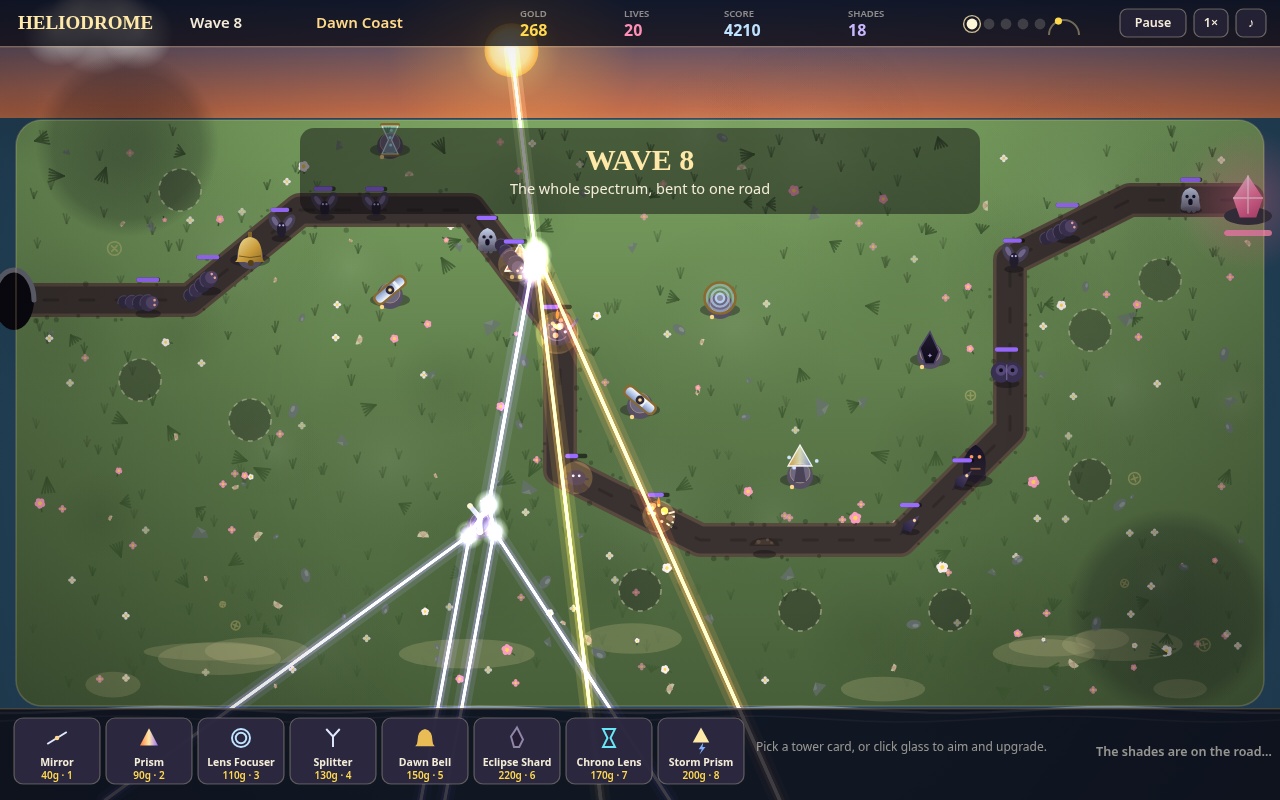 HELIODROME
Wave 8
Dawn Coast
GOLD
268
LIVES
20
SCORE
4210
SHADES
18
Pause
1×
♪
WAVE 8
The whole spectrum, bent to one road
Mirror
40g · 1
Prism
90g · 2
Lens Focuser
110g · 3
Splitter
130g · 4
Dawn Bell
150g · 5
Eclipse Shard
220g · 6
Chrono Lens
170g · 7
Storm Prism
200g · 8
Pick a tower card, or click glass to aim and upgrade.
The shades are on the road...